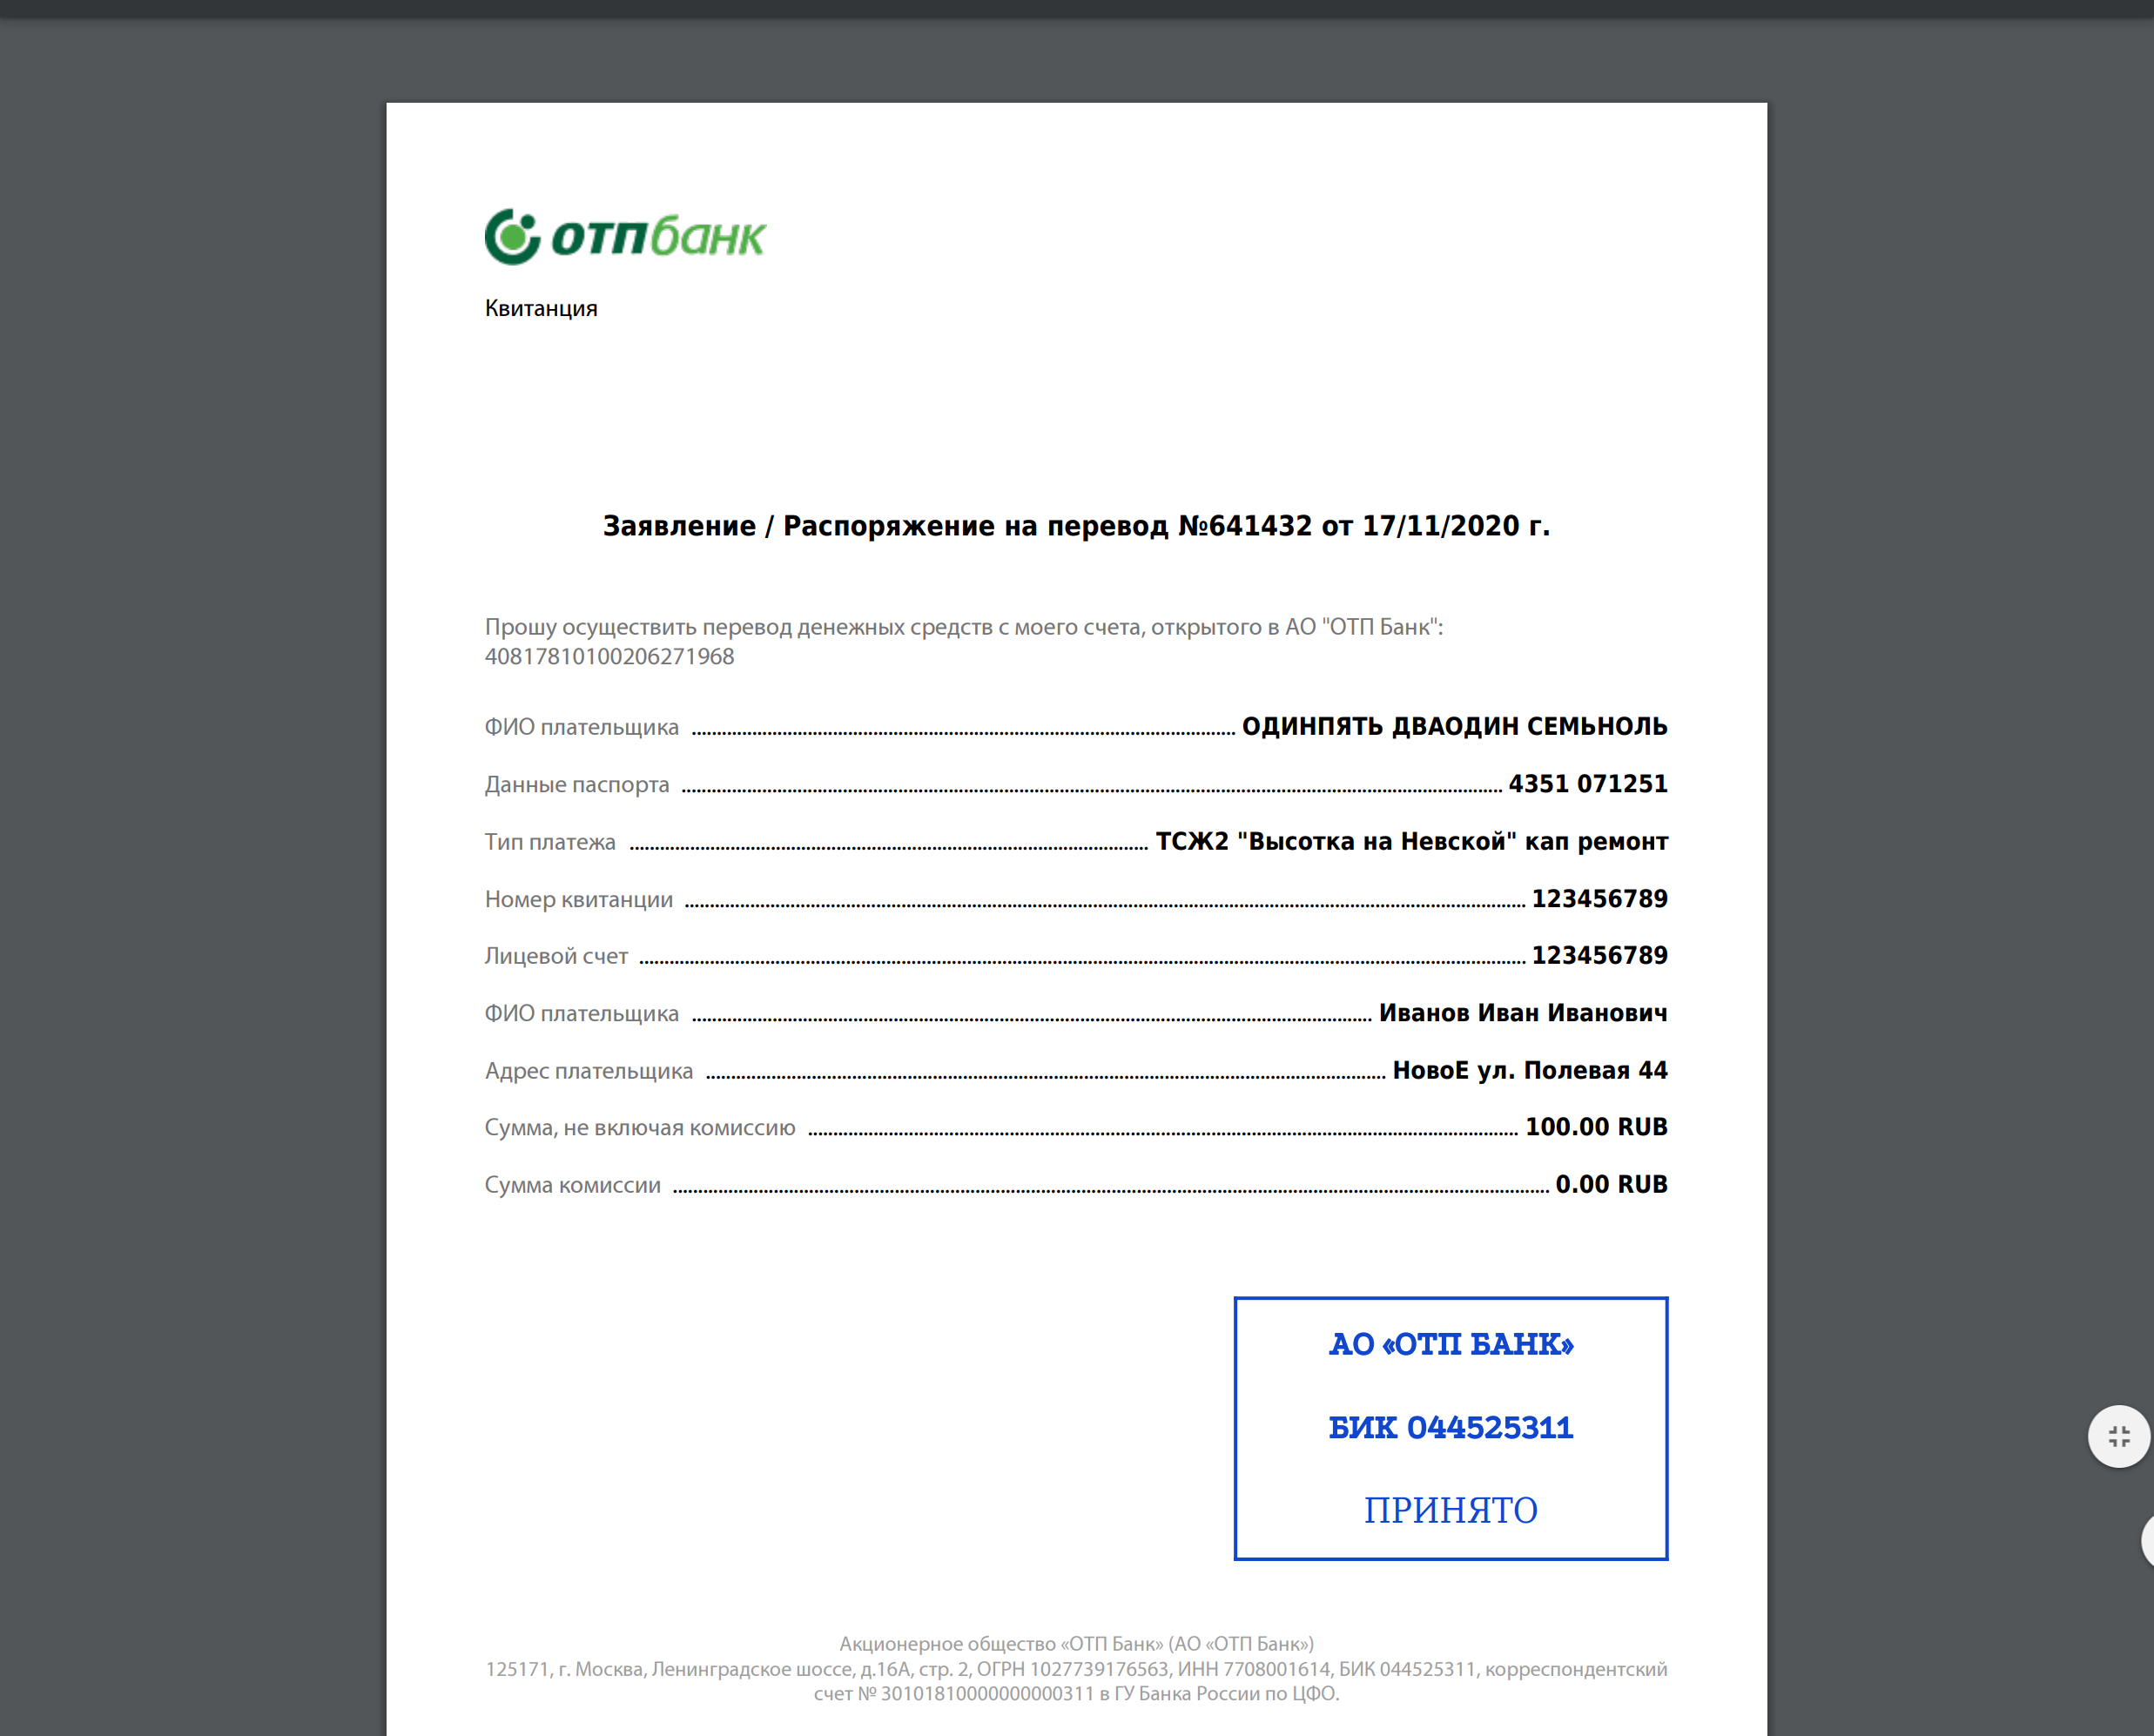 отпбанк
Квитанция
Заявление / Распоряжение на перевод №641432 от 17/11/2020 г.
Прошу осуществить перевод денежных средств с моего счета, открытого в АО "ОТП Банк":
40817810100206271968
ФИО плательщика ОДИНПЯТЬ ДВАОДИН СЕМЬНОЛЬ
Данные паспорта 4351 071251
Тип платежа ТСЖ2 "Высотка на Невской" кап ремонт
Номер квитанции 123456789
Лицевой счет 123456789
ФИО плательщика Иванов Иван Иванович
Адрес плательщика НовоЕ ул. Полевая 44
Сумма, не включая комиссию 100.00 RUB
Сумма комиссии 0.00 RUB
АО «ОТП БАНК»
БИК 044525311
ПРИНЯТО
Акционерное общество «ОТП Банк» (АО «ОТП Банк»)
125171, г. Москва, Ленинградское шоссе, д.16А, стр. 2, ОГРН 1027739176563, ИНН 7708001614, БИК 044525311, корреспондентский
счет № 30101810000000000311 в ГУ Банка России по ЦФО.